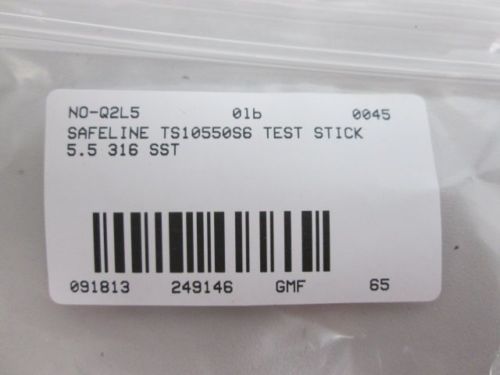 NO-Q2L5 01b 0045
SAFELINE TS10550S6 TEST STICK
5.5 316 SST
091813 249146 GMF 65